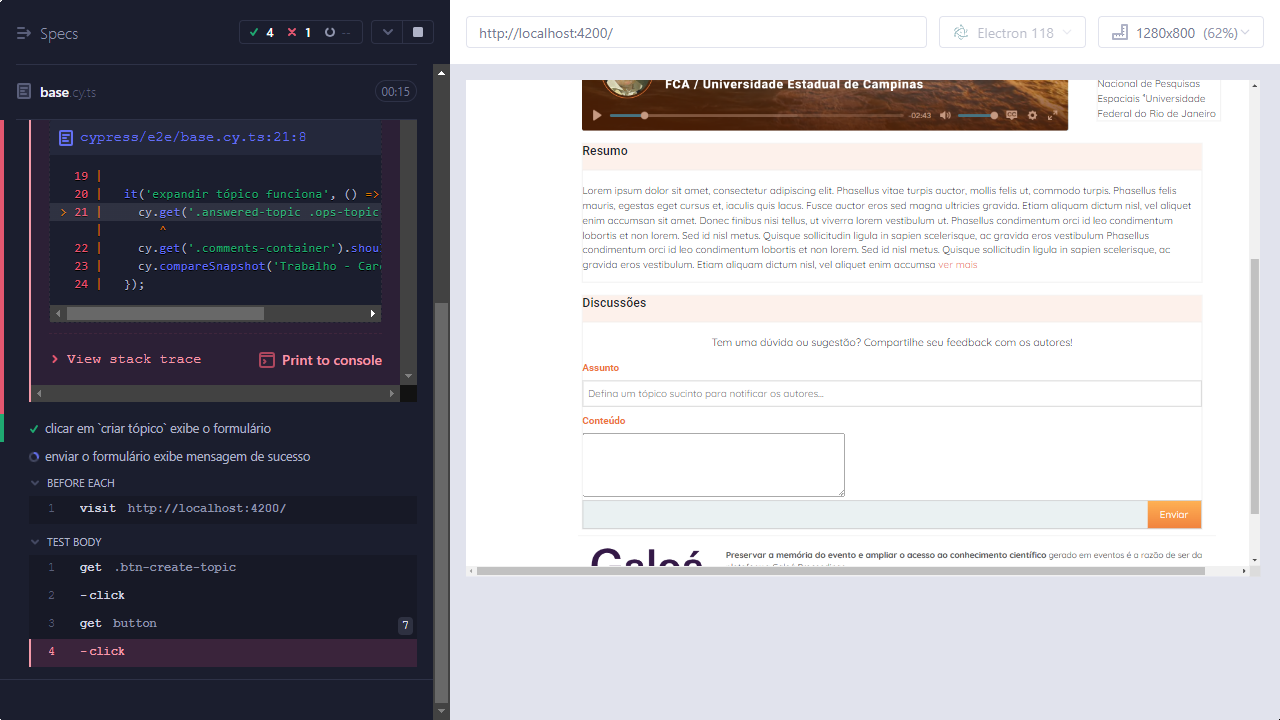 Specs
4
1
--
base.cy.ts
00:15
cypress/e2e/base.cy.ts:21:8
19 |
20 | it('expandir tópico funciona', () =>
> 21 | cy.get('.answered-topic .ops-topic
| ^
22 | cy.get('.comments-container').shou
23 | cy.compareSnapshot('Trabalho - Car
24 | });
View stack trace
Print to console
clicar em `criar tópico` exibe o formulário
enviar o formulário exibe mensagem de sucesso
BEFORE EACH
1 visit http://localhost:4200/
TEST BODY
1 get .btn-create-topic
2 -click
3 get button 7
4 -click
http://localhost:4200/
Electron 118
1280x800 (62%)
FCA / Universidade Estadual de Campinas
-02:43
Nacional de Pesquisas
Espaciais "Universidade
Federal do Rio de Janeiro
Resumo
Lorem ipsum dolor sit amet, consectetur adipiscing elit. Phasellus vitae turpis auctor, mollis felis ut, commodo turpis. Phasellus felis
mauris, egestas eget cursus et, iaculis quis lacus. Fusce auctor eros sed magna ultricies gravida. Etiam aliquam dictum nisl, vel aliquet
enim accumsan sit amet. Donec finibus nisi tellus, ut viverra lorem vestibulum ut. Phasellus condimentum orci id leo condimentum
lobortis et non lorem. Sed id nisl metus. Quisque sollicitudin ligula in sapien scelerisque, ac gravida eros vestibulum Phasellus
condimentum orci id leo condimentum lobortis et non lorem. Sed id nisl metus. Quisque sollicitudin ligula in sapien scelerisque, ac
gravida eros vestibulum. Etiam aliquam dictum nisl, vel aliquet enim accumsa ver mais
Discussões
Tem uma dúvida ou sugestão? Compartilhe seu feedback com os autores!
Assunto
Defina um tópico sucinto para notificar os autores...
Conteúdo
Enviar
Galoá
Preservar a memória do evento e ampliar o acesso ao conhecimento científico gerado em eventos é a razão de ser da